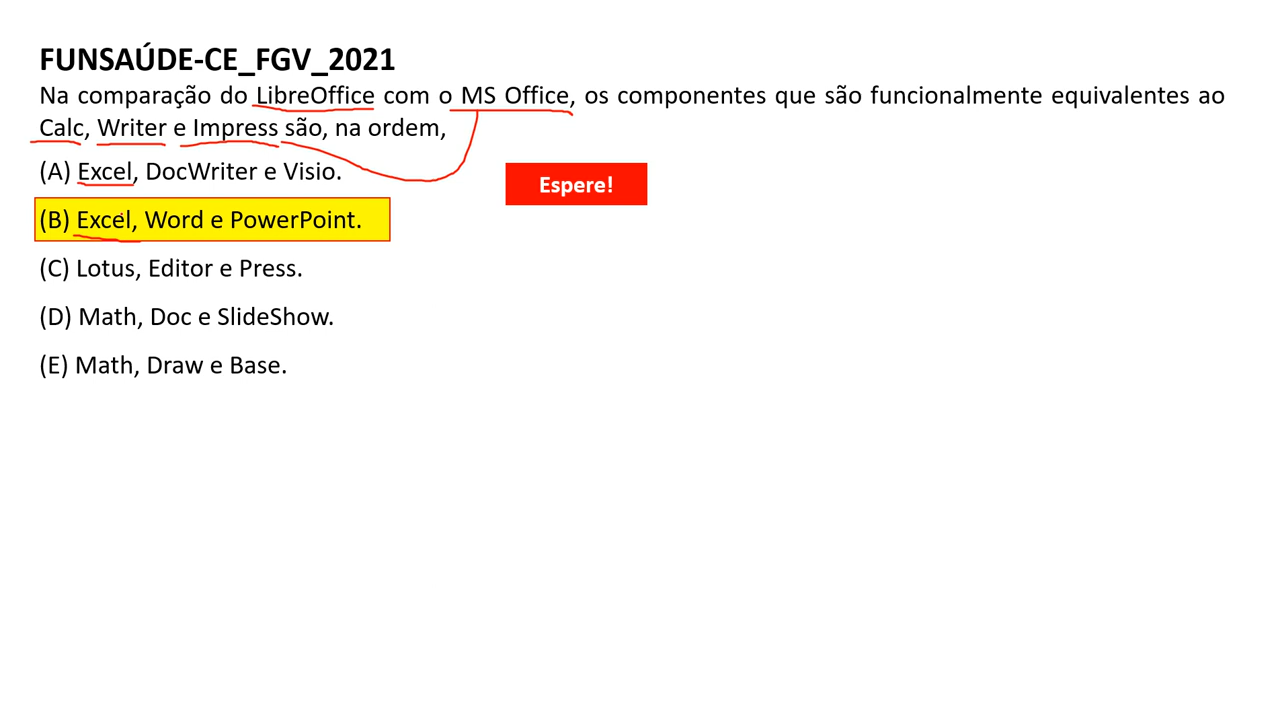 FUNSAÚDE-CE_FGV_2021
Na comparação do LibreOffice com o MS Office, os componentes que são funcionalmente equivalentes ao
Calc, Writer e Impress são, na ordem,
(A) Excel, DocWriter e Visio.
Espere!
(B) Excel, Word e PowerPoint.
(C) Lotus, Editor e Press.
(D) Math, Doc e SlideShow.
(E) Math, Draw e Base.